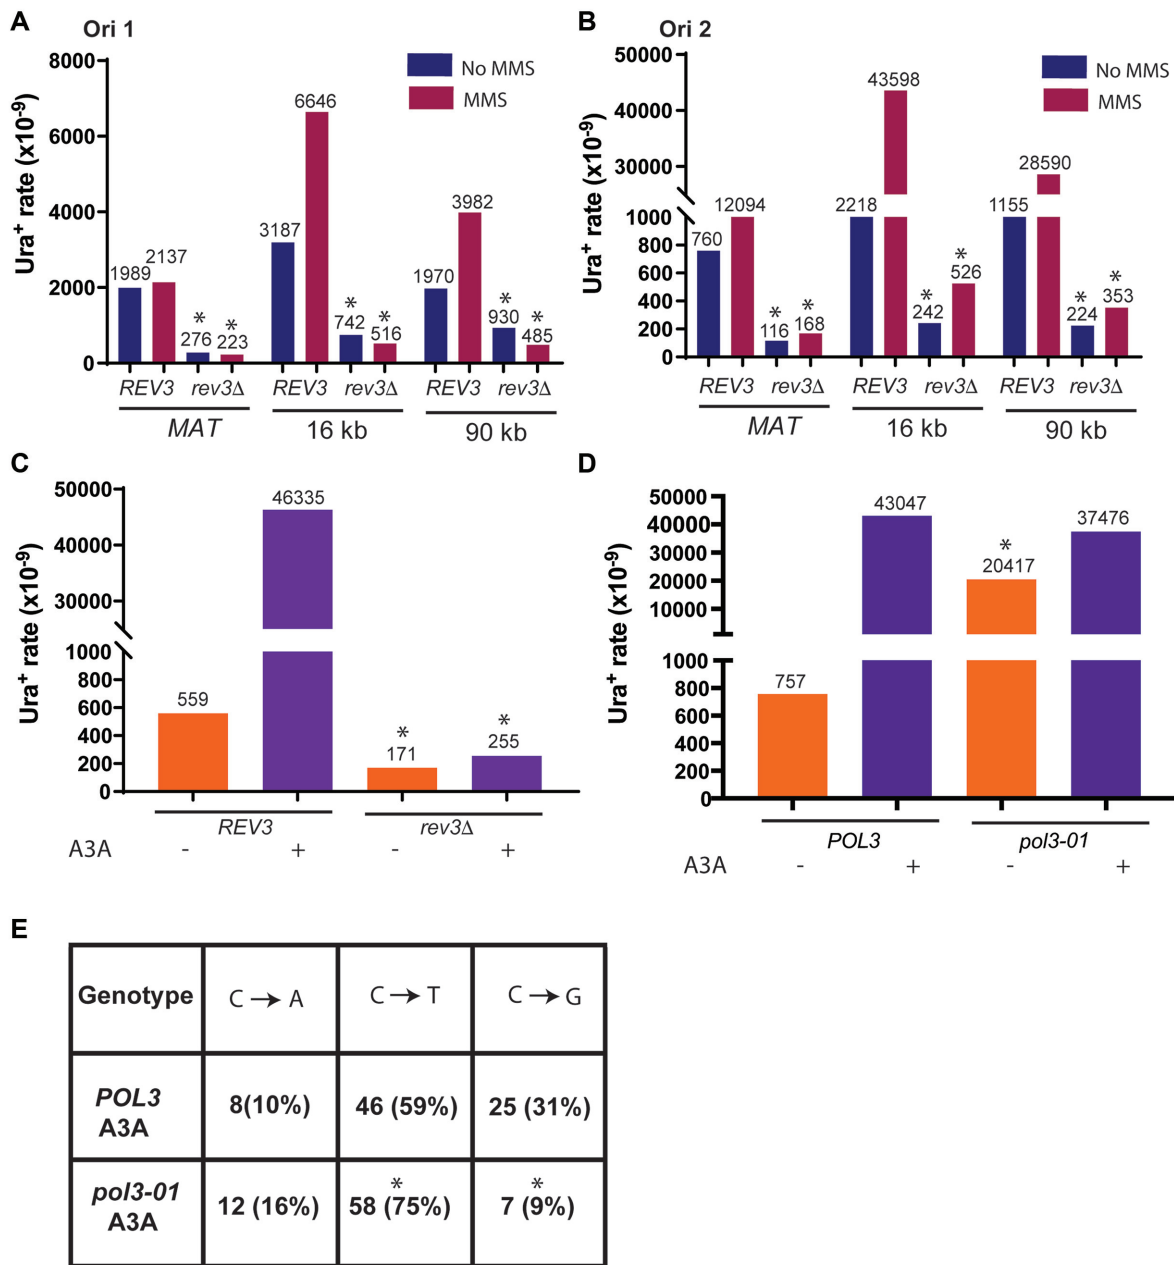 A
Ori 1
8000
6000
4000
2000
0
Ura+ rate (x10-9)
No MMS
MMS
1989
2137
276
*
223
*
3187
6646
742
*
516
*
1970
3982
930
*
485
*
REV3 rev3Δ REV3 rev3Δ REV3 rev3Δ
MAT 16 kb 90 kb
B
Ori 2
50000
40000
30000
1000
800
600
400
200
0
Ura+ rate (x10-9)
No MMS
MMS
760
12094
116
*
168
*
2218
43598
242
*
526
*
1155
28590
224
*
353
*
REV3 rev3Δ REV3 rev3Δ REV3 rev3Δ
MAT 16 kb 90 kb
C
50000
40000
30000
1000
800
600
400
200
0
Ura+ rate (x10-9)
559
46335
*
171
*
255
REV3 rev3Δ
A3A - + - +
D
50000
40000
30000
20000
10000
1000
800
600
400
200
0
Ura+ rate (x10-9)
757
43047
*
20417
37476
POL3 pol3-01
A3A - + - +
E
Genotype C → A C → T C → G
POL3
A3A
8(10%) 46 (59%) 25 (31%)
pol3-01
A3A
12 (16%)
*
58 (75%)
*
7 (9%)